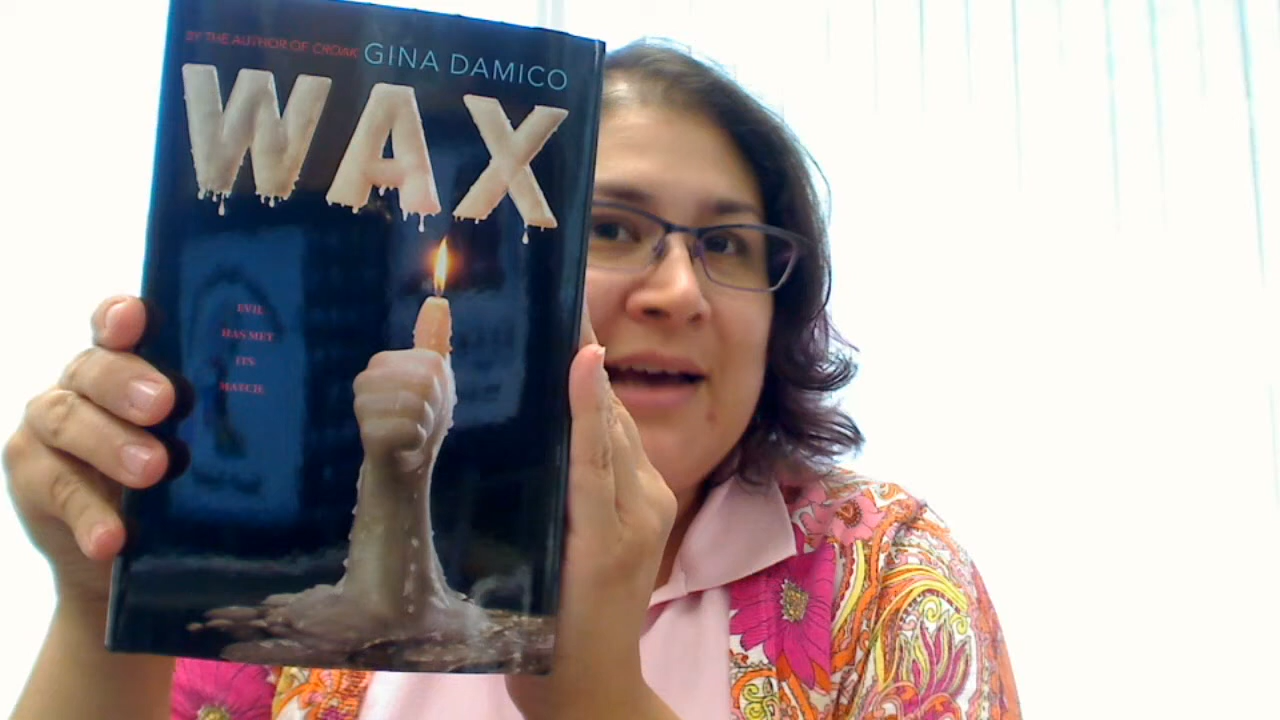 BY THE AUTHOR OF CROAK GINA DAMICO
WAX
EVIL
HAS MET
ITS
MATCH.